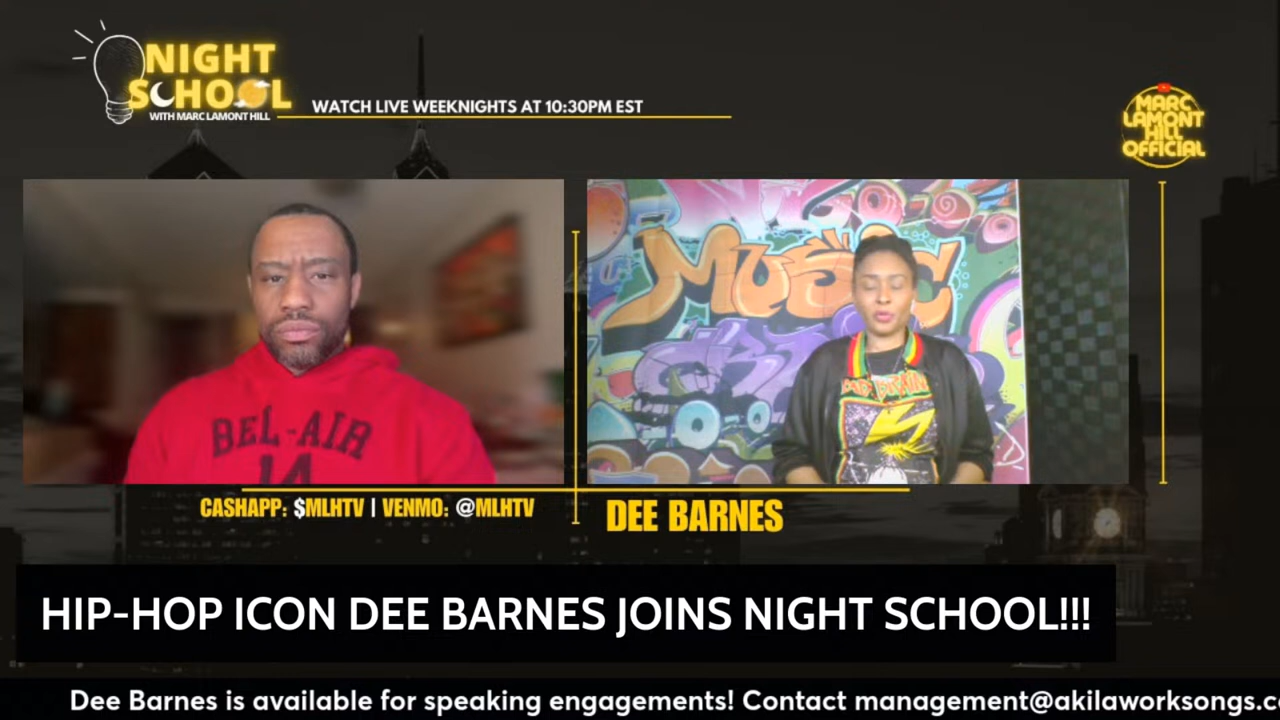 NIGHT
SCHOOL
WITH MARC LAMONT HILL
WATCH LIVE WEEKNIGHTS AT 10:30PM EST
MARC
LAMONT
HILL
OFFICIAL
BEL-AIR
14
MUSIC
BAD BRAINS
CASHAPP: $MLHTV | VENMO: @MLHTV
DEE BARNES
HIP-HOP ICON DEE BARNES JOINS NIGHT SCHOOL!!!
Dee Barnes is available for speaking engagements! Contact management@akilaworksongs.c